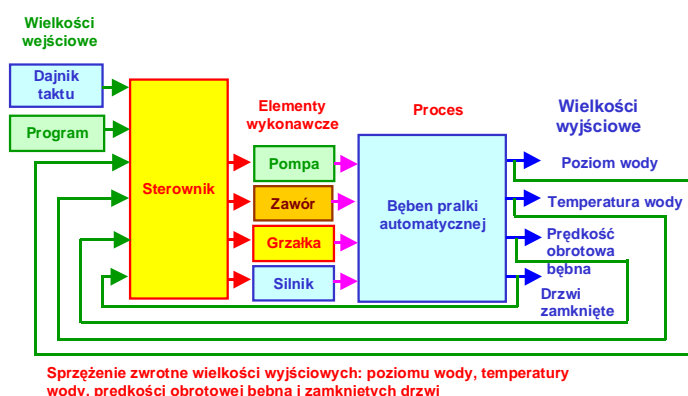 Wielkości
wejściowe
Dajnik
taktu
Program
Sterownik
Elementy
wykonawcze
Pompa
Zawór
Grzałka
Silnik
Proces
Bęben pralki
automatycznej
Wielkości
wyjściowe
Poziom wody
Temperatura wody
Prędkość
obrotowa
bębna
Drzwi
zamknięte
Sprzężenie zwrotne wielkości wyjściowych: poziomu wody, temperatury
wody, prędkości obrotowej bębna i zamkniętych drzwi